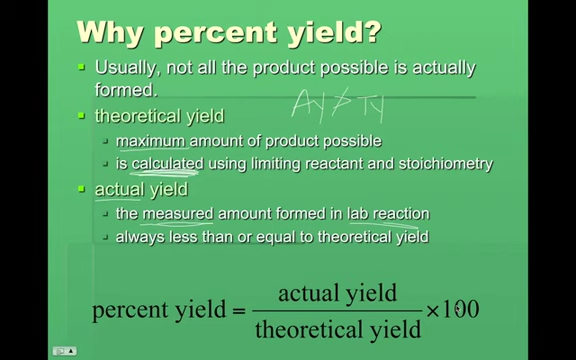 Why percent yield?
Usually, not all the product possible is actually
formed.
Ay ≯ Ty
theoretical yield
maximum amount of product possible
is calculated using limiting reactant and stoichiometry
actual yield
the measured amount formed in lab reaction
always less than or equal to theoretical yield
percent yield = actual yield / theoretical yield × 100